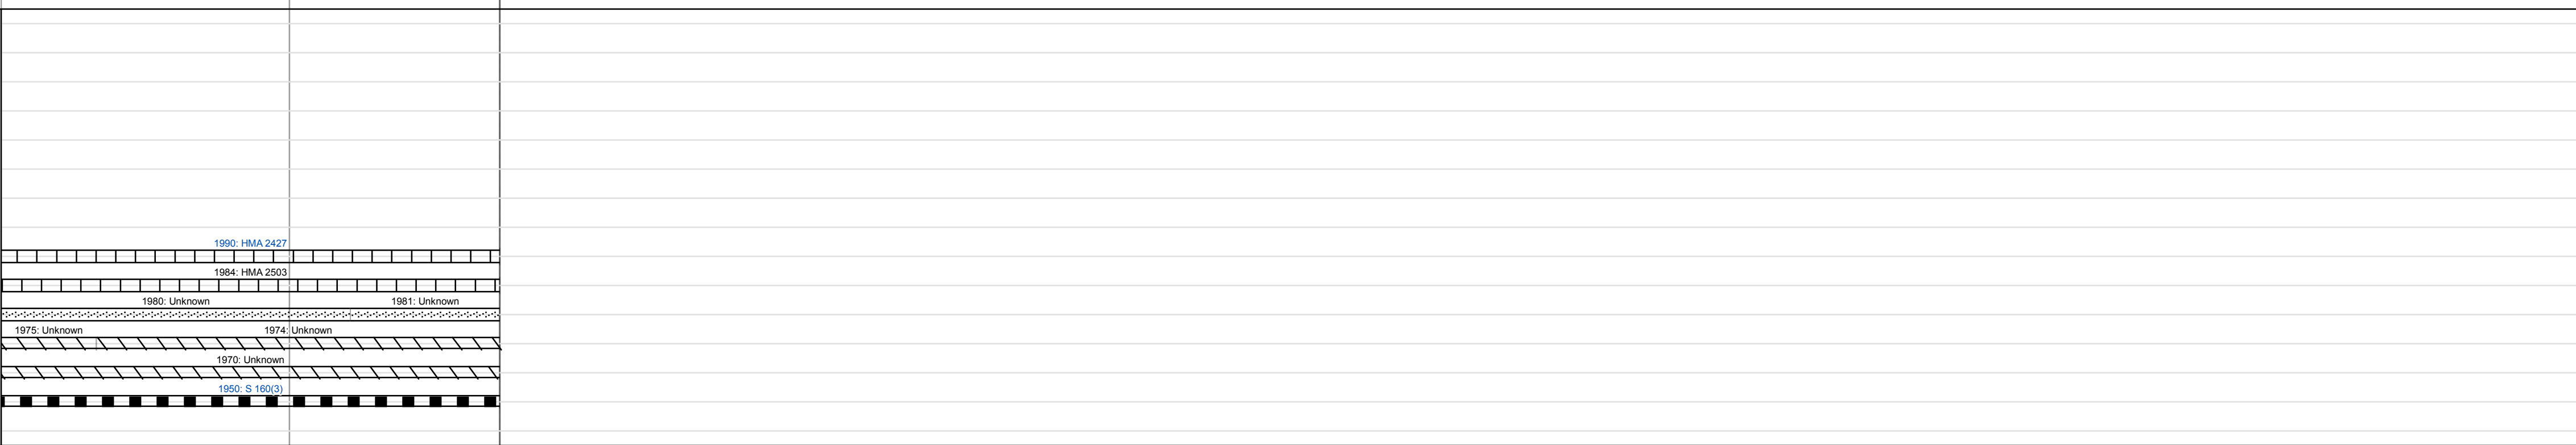 1990: HMA 2427
1984: HMA 2503
1980: Unknown 1981: Unknown
1975: Unknown 1974: Unknown
1970: Unknown
1950: S 160(3)